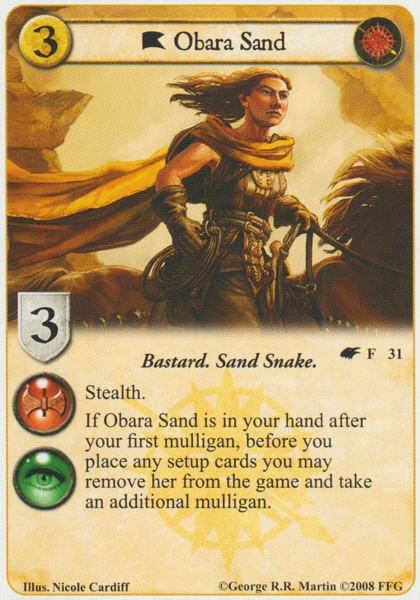 3
Obara Sand
3
Bastard. Sand Snake.
F 31
Stealth.
If Obara Sand is in your hand after
your first mulligan, before you
place any setup cards you may
remove her from the game and take
an additional mulligan.
Illus. Nicole Cardiff
©George R.R. Martin ©2008 FFG